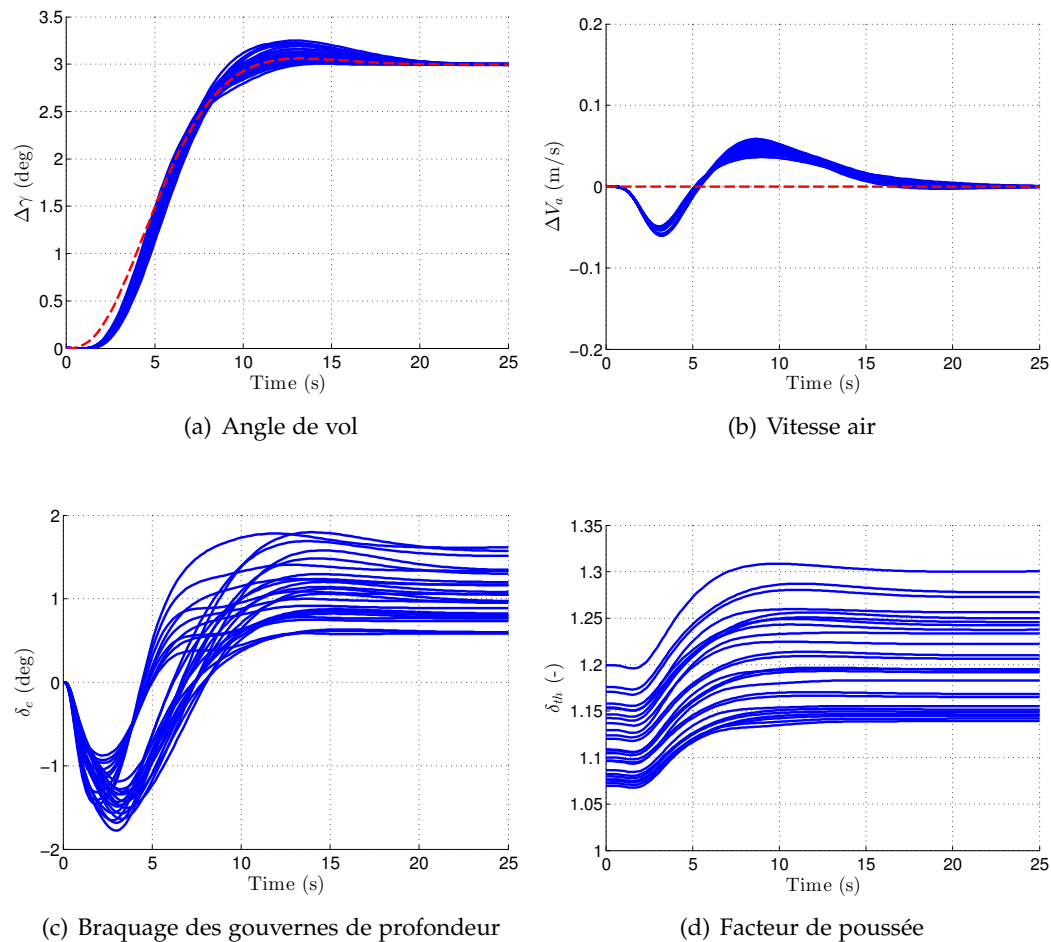 3.5
3
2.5
2
1.5
1
0.5
0
Δγ (deg)
0 5 10 15 20 25
Time (s)
(a) Angle de vol
0.2
0.1
0
−0.1
−0.2
ΔVₐ (m/s)
0 5 10 15 20 25
Time (s)
(b) Vitesse air
2
1
0
−1
−2
δₑ (deg)
0 5 10 15 20 25
Time (s)
(c) Braquage des gouvernes de profondeur
1.35
1.3
1.25
1.2
1.15
1.1
1.05
1
δₜₕ (-)
0 5 10 15 20 25
Time (s)
(d) Facteur de poussée